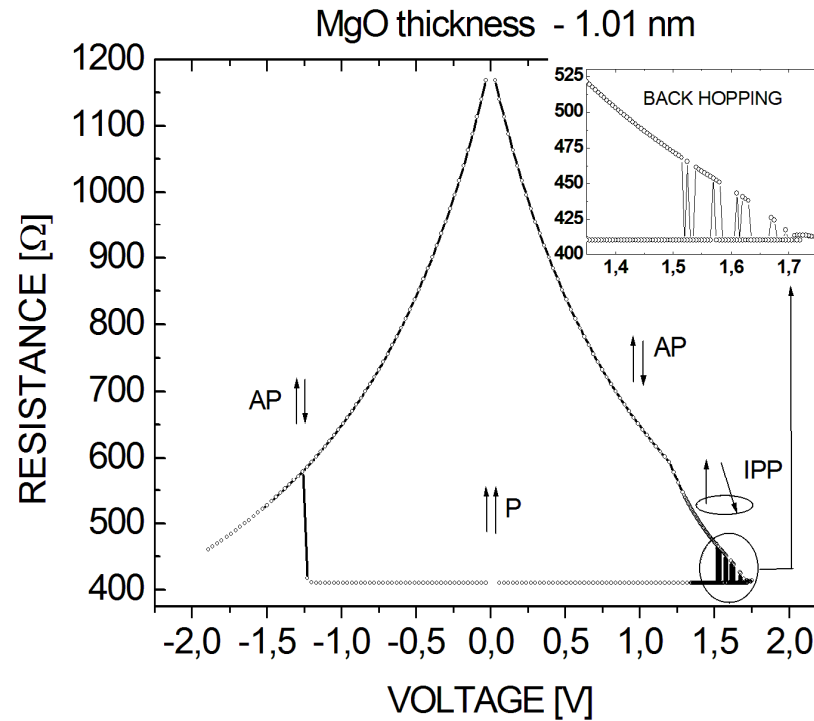 MgO thickness - 1.01 nm
RESISTANCE [Ω]
1200
1100
1000
900
800
700
600
500
400
BACK HOPPING
525
500
475
450
425
400
1,4 1,5 1,6 1,7
AP
AP
IPP
P
-2,0 -1,5 -1,0 -0,5 0,0 0,5 1,0 1,5 2,0
VOLTAGE [V]